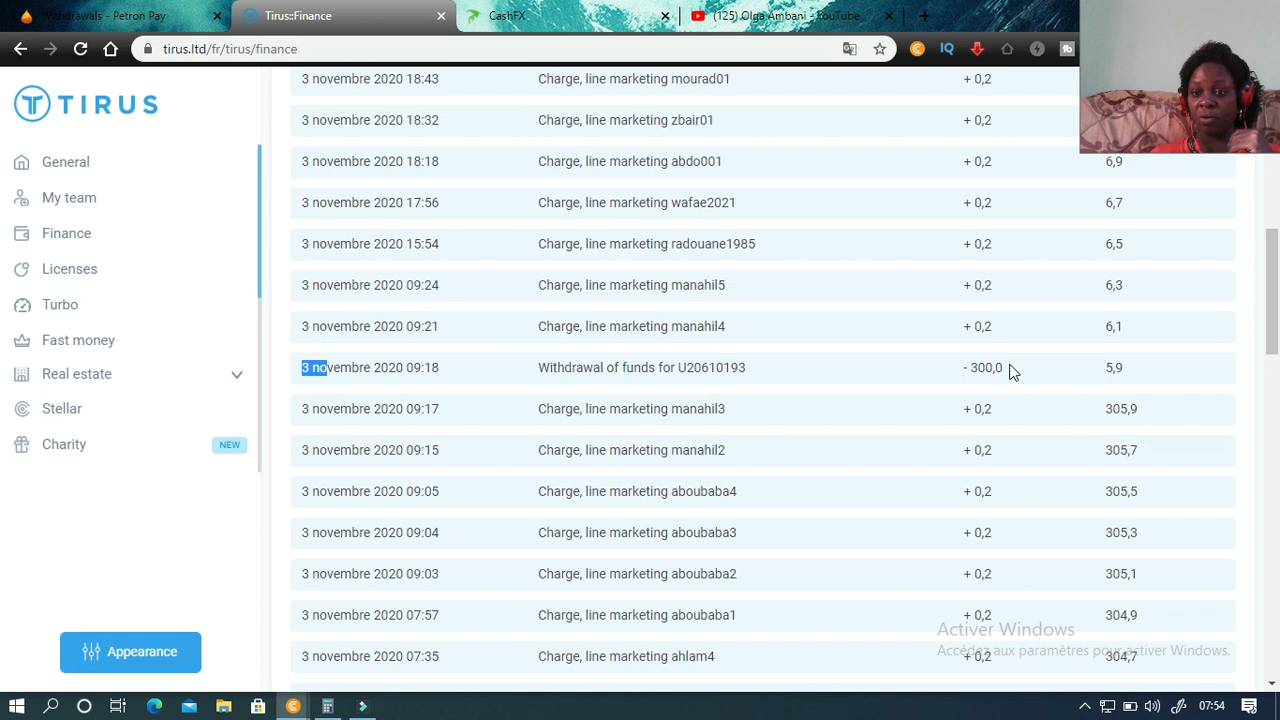 Withdrawals - Petron Pay
Tirus::Finance
CashFX
(125) Olga Ambani - YouTube
tirus.ltd/fr/tirus/finance
TIRUS
General
My team
Finance
Licenses
Turbo
Fast money
Real estate
Stellar
Charity NEW
Appearance
3 novembre 2020 18:43 Charge, line marketing mourad01 + 0,2
3 novembre 2020 18:32 Charge, line marketing zbair01 + 0,2
3 novembre 2020 18:18 Charge, line marketing abdo001 + 0,2 6,9
3 novembre 2020 17:56 Charge, line marketing wafae2021 + 0,2 6,7
3 novembre 2020 15:54 Charge, line marketing radouane1985 + 0,2 6,5
3 novembre 2020 09:24 Charge, line marketing manahil5 + 0,2 6,3
3 novembre 2020 09:21 Charge, line marketing manahil4 + 0,2 6,1
3 novembre 2020 09:18 Withdrawal of funds for U20610193 - 300,0 5,9
3 novembre 2020 09:17 Charge, line marketing manahil3 + 0,2 305,9
3 novembre 2020 09:15 Charge, line marketing manahil2 + 0,2 305,7
3 novembre 2020 09:05 Charge, line marketing aboubaba4 + 0,2 305,5
3 novembre 2020 09:04 Charge, line marketing aboubaba3 + 0,2 305,3
3 novembre 2020 09:03 Charge, line marketing aboubaba2 + 0,2 305,1
3 novembre 2020 07:57 Charge, line marketing aboubaba1 + 0,2 304,9
3 novembre 2020 07:35 Charge, line marketing ahlam4 + 0,2 304,7
Activer Windows
Accédez aux paramètres pour activer Windows.
07:54